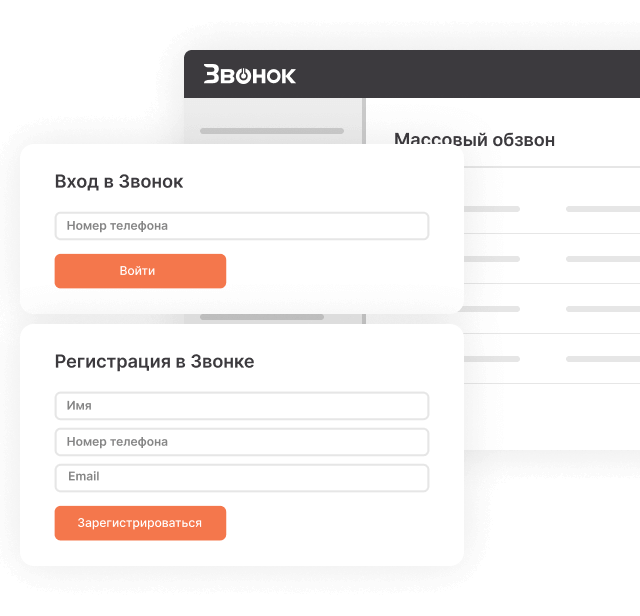 Звонок
Массовый обзвон
Вход в Звонок
Номер телефона
Войти
Регистрация в Звонке
Имя
Номер телефона
Email
Зарегистрироваться